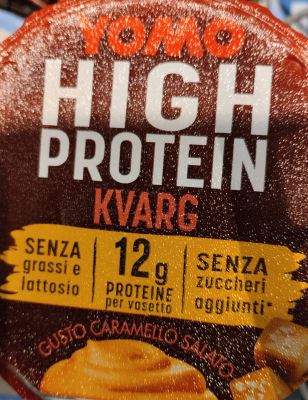 YOMO
HIGH
PROTEIN
KVARG
SENZA
grassi e
lattosio
12g
PROTEINE
per vasetto
SENZA
zuccheri
aggiunti*
GUSTO CARAMELLO SALATO